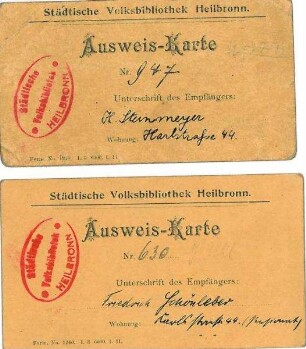 Städtische Volksbibliothek Heilbronn.
Ausweis-Karte
Nr. 947
Unterschrift des Empfängers:
K. Steinmeyer
Wohnung: Karlstraße 44.
Städtische
Volksbibliothek
HEILBRONN
Städtische Volksbibliothek Heilbronn.
Ausweis-Karte
Nr. 630.
Unterschrift des Empfängers:
Friedrich Schönleber
Wohnung: Karlstraße 44.
Städtische
Volksbibliothek
HEILBRONN